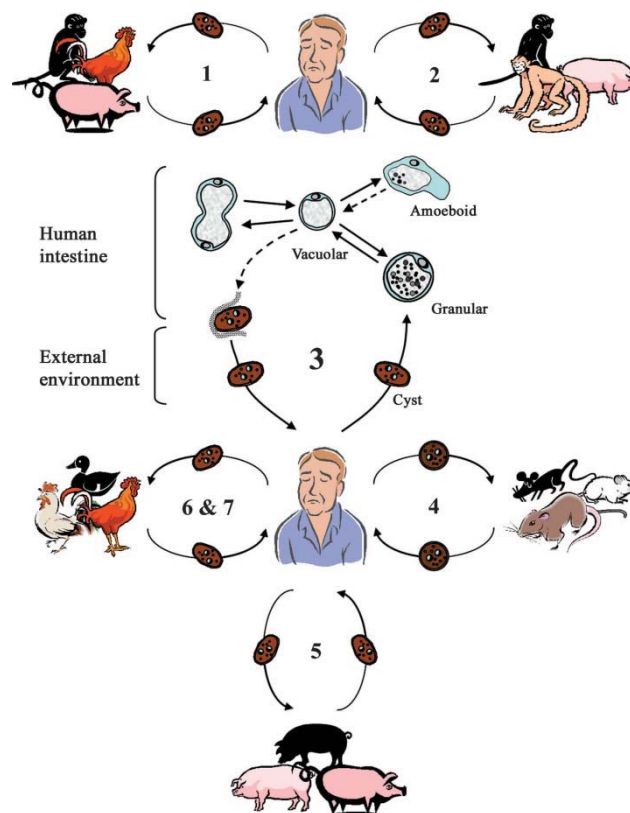 1
2
Human
intestine
Amoeboid
Vacuolar
Granular
External
environment
3
Cyst
6 & 7
4
5